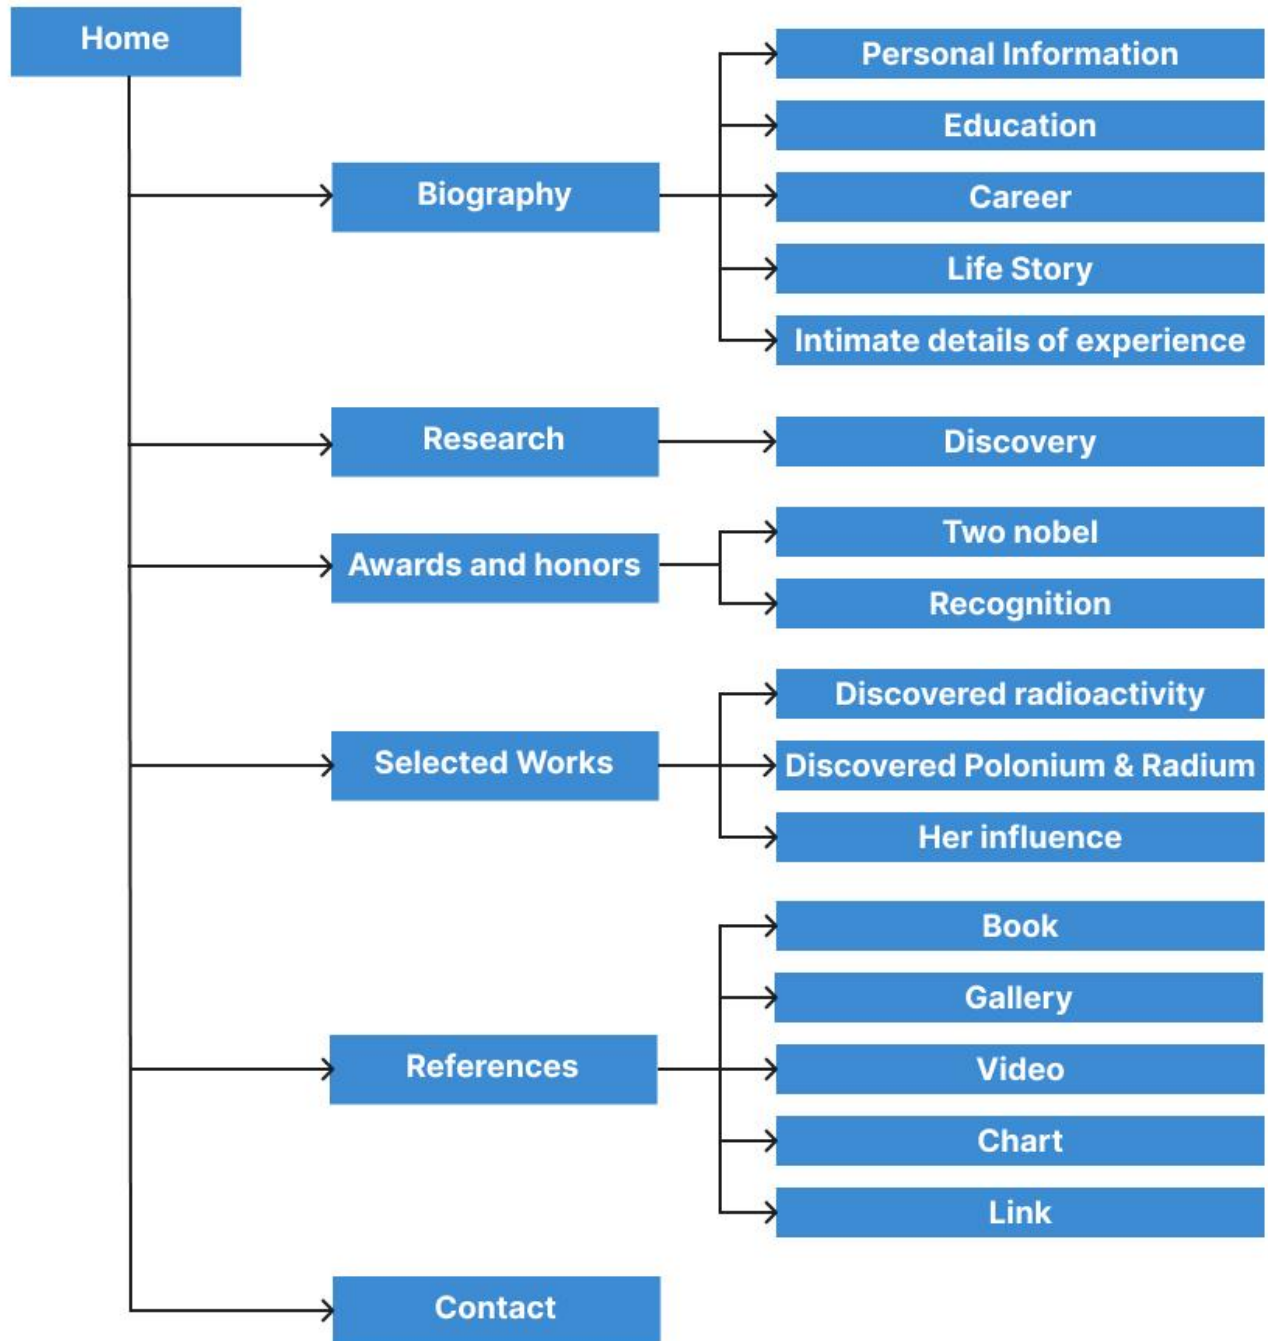 Home
Biography
Personal Information
Education
Career
Life Story
Intimate details of experience
Research
Discovery
Awards and honors
Two nobel
Recognition
Selected Works
Discovered radioactivity
Discovered Polonium & Radium
Her influence
References
Book
Gallery
Video
Chart
Link
Contact